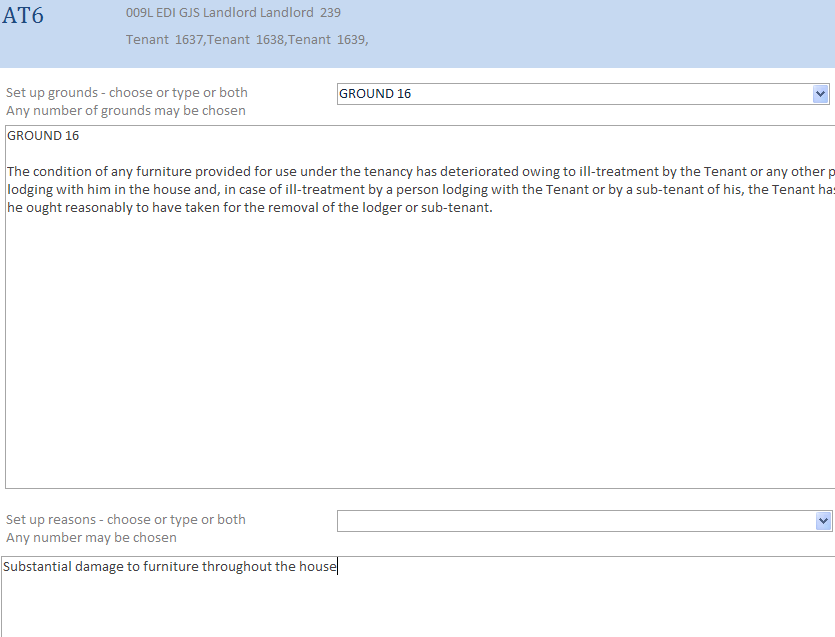 AT6
009L EDI GJS Landlord Landlord 239
Tenant 1637,Tenant 1638,Tenant 1639,
Set up grounds - choose or type or both
Any number of grounds may be chosen
GROUND 16
GROUND 16
The condition of any furniture provided for use under the tenancy has deteriorated owing to ill-treatment by the Tenant or any other
lodging with him in the house and, in case of ill-treatment by a person lodging with the Tenant or by a sub-tenant of his, the Tenant
he ought reasonably to have taken for the removal of the lodger or sub-tenant.
Set up reasons - choose or type or both
Any number may be chosen
Substantial damage to furniture throughout the house